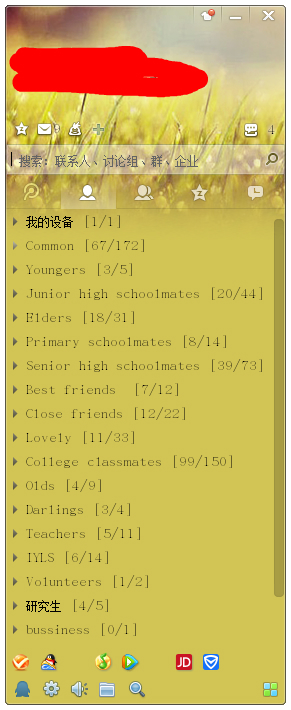 9
4
搜索：联系人、讨论组、群、企业
我的设备 [1/1]
Common [67/172]
Youngers [3/5]
Junior high schoolmates [20/44]
Elders [18/31]
Primary schoolmates [8/14]
Senior high schoolmates [39/73]
Best friends  [7/12]
Close friends [12/22]
Lovely [11/33]
College classmates [99/150]
Olds [4/9]
Darlings [3/4]
Teachers [5/11]
IYLS [6/14]
Volunteers [1/2]
研究生 [4/5]
bussiness [0/1]
JD